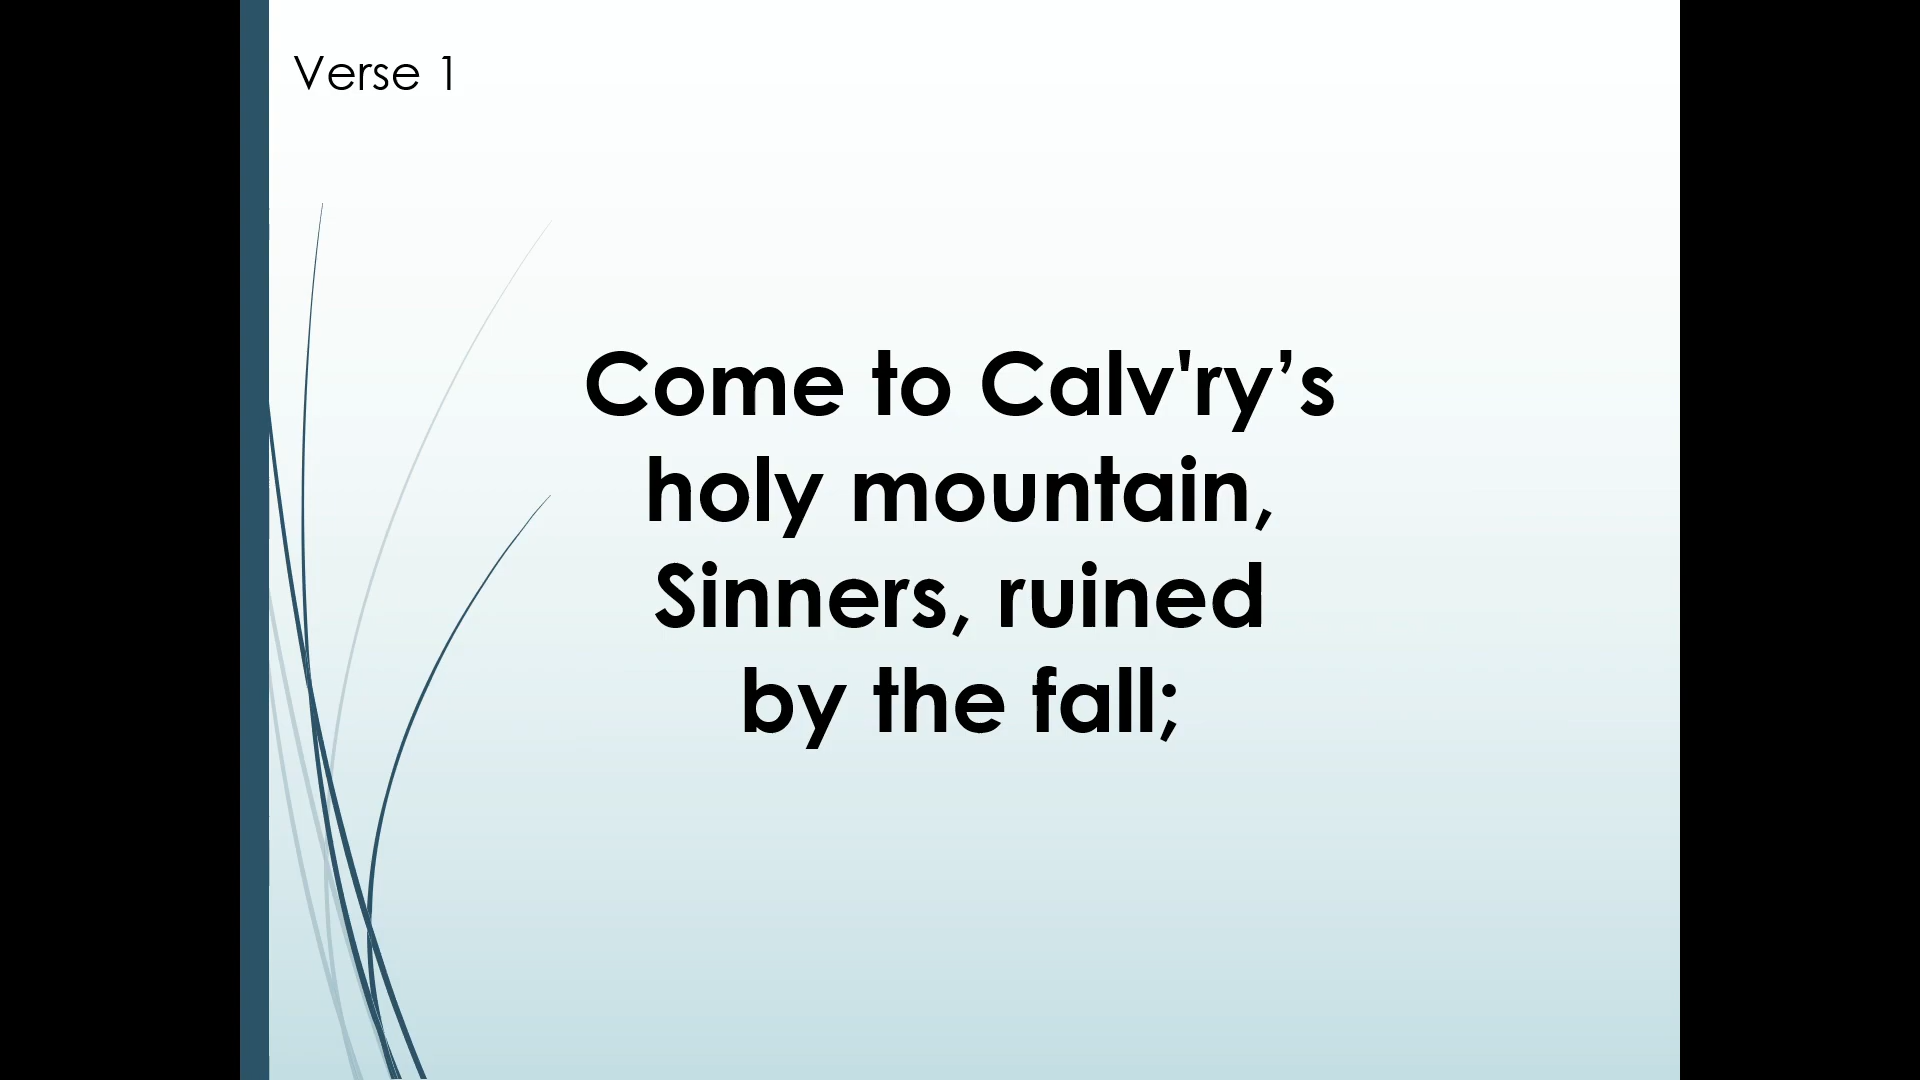 Verse 1
Come to Calv'ry’s
holy mountain,
Sinners, ruined
by the fall;